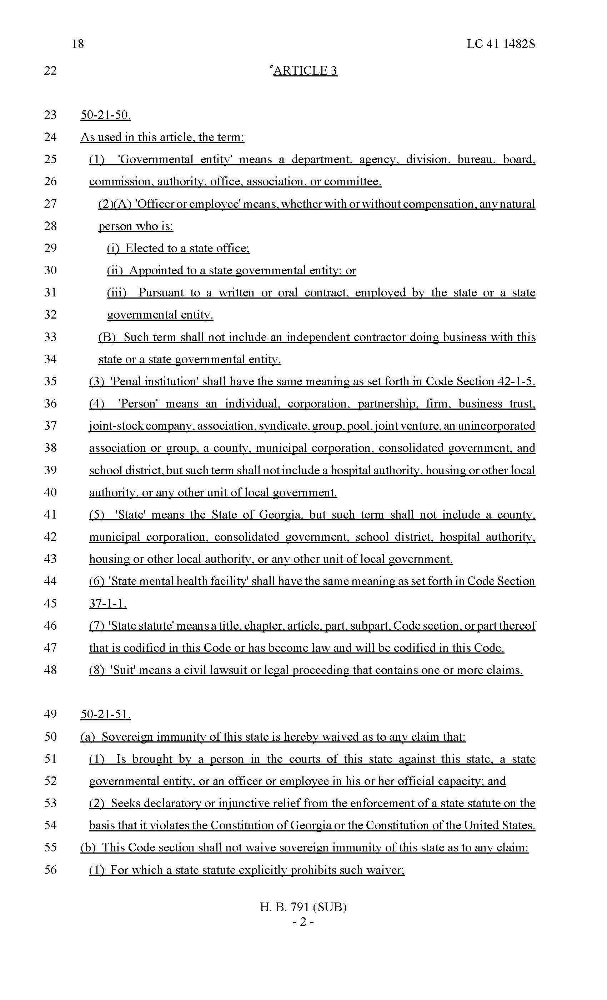 18 LC 41 1482S
22 "ARTICLE 3
23 50-21-50.
24 As used in this article, the term:
25 (1) 'Governmental entity' means a department, agency, division, bureau, board,
26 commission, authority, office, association, or committee.
27 (2)(A) 'Officer or employee' means, whether with or without compensation, any natural
28 person who is:
29 (i) Elected to a state office;
30 (ii) Appointed to a state governmental entity; or
31 (iii) Pursuant to a written or oral contract, employed by the state or a state
32 governmental entity.
33 (B) Such term shall not include an independent contractor doing business with this
34 state or a state governmental entity.
35 (3) 'Penal institution' shall have the same meaning as set forth in Code Section 42-1-5.
36 (4) 'Person' means an individual, corporation, partnership, firm, business trust,
37 joint-stock company, association, syndicate, group, pool, joint venture, an unincorporated
38 association or group, a county, municipal corporation, consolidated government, and
39 school district, but such term shall not include a hospital authority, housing or other local
40 authority, or any other unit of local government.
41 (5) 'State' means the State of Georgia, but such term shall not include a county,
42 municipal corporation, consolidated government, school district, hospital authority,
43 housing or other local authority, or any other unit of local government.
44 (6) 'State mental health facility' shall have the same meaning as set forth in Code Section
45 37-1-1.
46 (7) 'State statute' means a title, chapter, article, part, subpart, Code section, or part thereof
47 that is codified in this Code or has become law and will be codified in this Code.
48 (8) 'Suit' means a civil lawsuit or legal proceeding that contains one or more claims.
49 50-21-51.
50 (a) Sovereign immunity of this state is hereby waived as to any claim that:
51 (1) Is brought by a person in the courts of this state against this state, a state
52 governmental entity, or an officer or employee in his or her official capacity; and
53 (2) Seeks declaratory or injunctive relief from the enforcement of a state statute on the
54 basis that it violates the Constitution of Georgia or the Constitution of the United States.
55 (b) This Code section shall not waive sovereign immunity of this state as to any claim:
56 (1) For which a state statute explicitly prohibits such waiver;
H. B. 791 (SUB)
- 2 -